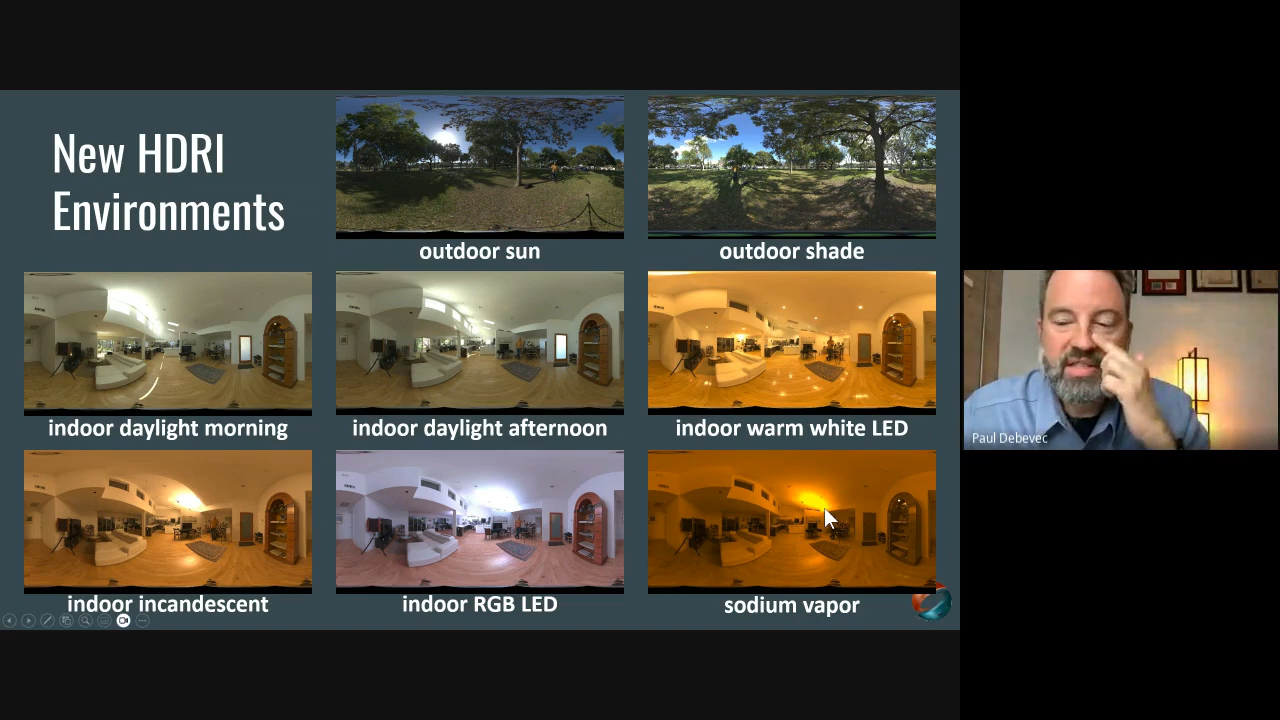 New HDRI
Environments
outdoor sun
outdoor shade
indoor daylight morning
indoor daylight afternoon
indoor warm white LED
indoor incandescent
indoor RGB LED
sodium vapor
Paul Debevec